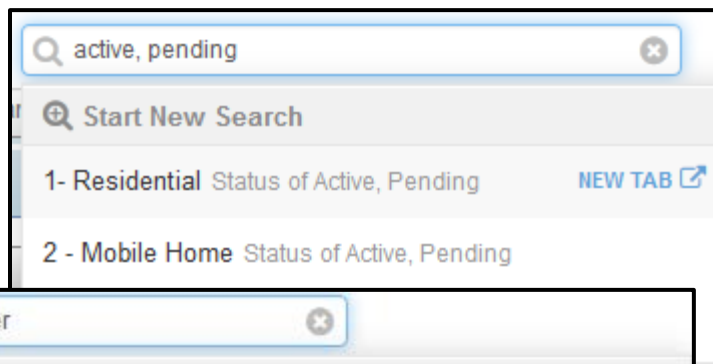 active, pending
Start New Search
1- Residential Status of Active, Pending NEW TAB
2 - Mobile Home Status of Active, Pending